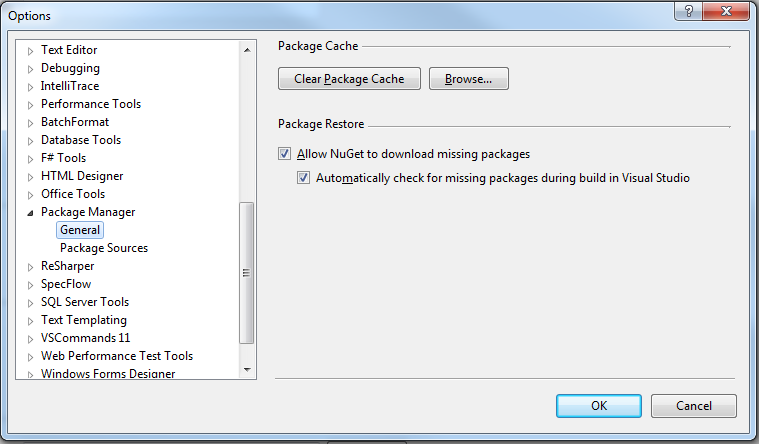 Options
Text Editor
Debugging
IntelliTrace
Performance Tools
BatchFormat
Database Tools
F# Tools
HTML Designer
Office Tools
Package Manager
General
Package Sources
ReSharper
SpecFlow
SQL Server Tools
Text Templating
VSCommands 11
Web Performance Test Tools
Windows Forms Designer
Package Cache
Clear Package Cache
Browse...
Package Restore
Allow NuGet to download missing packages
Automatically check for missing packages during build in Visual Studio
OK
Cancel